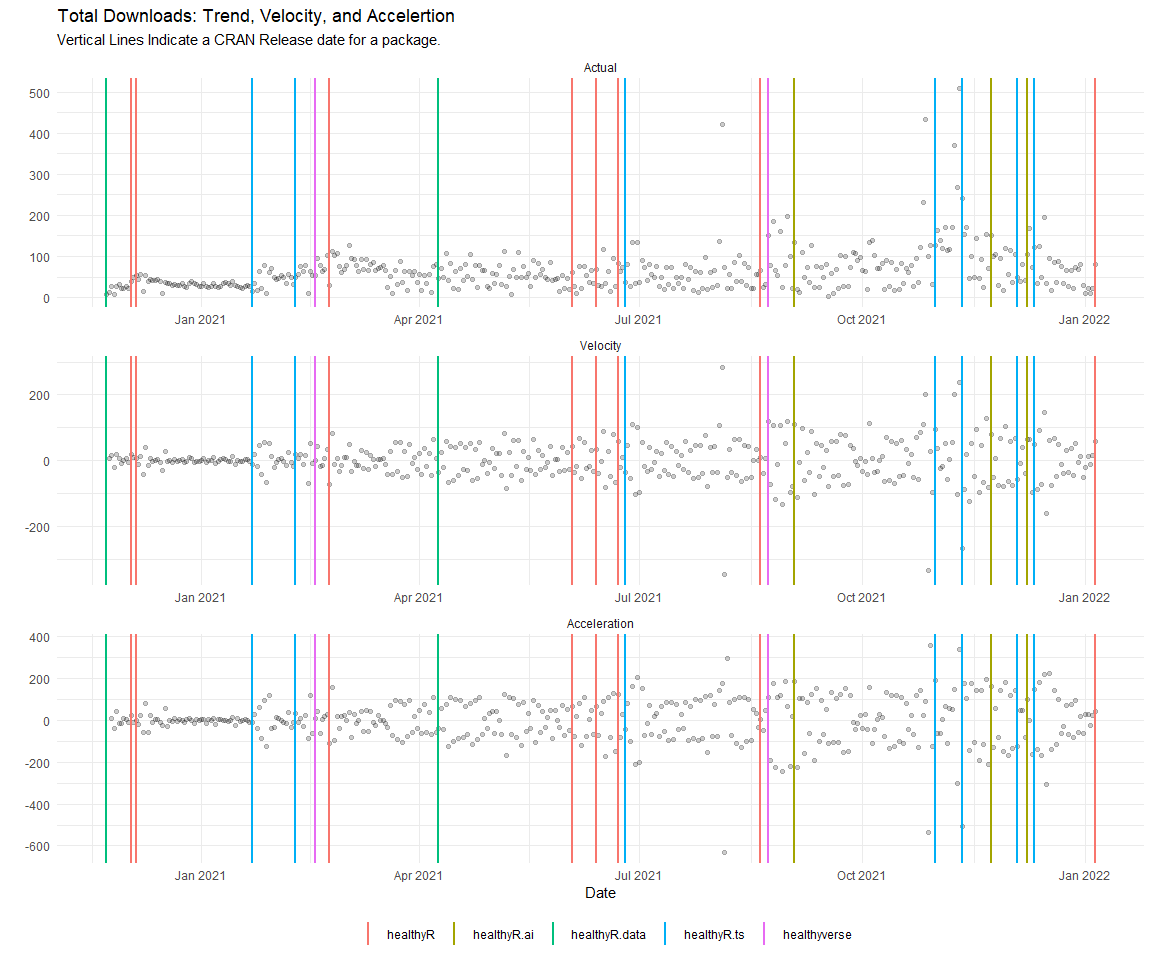 Total Downloads: Trend, Velocity, and Accelertion
Vertical Lines Indicate a CRAN Release date for a package.
Actual
500
400
300
200
100
0
Jan 2021 Apr 2021 Jul 2021 Oct 2021 Jan 2022
Velocity
200
0
-200
Jan 2021 Apr 2021 Jul 2021 Oct 2021 Jan 2022
Acceleration
400
200
0
-200
-400
-600
Jan 2021 Apr 2021 Jul 2021 Oct 2021 Jan 2022
Date
healthyR healthyR.ai healthyR.data healthyR.ts healthyverse